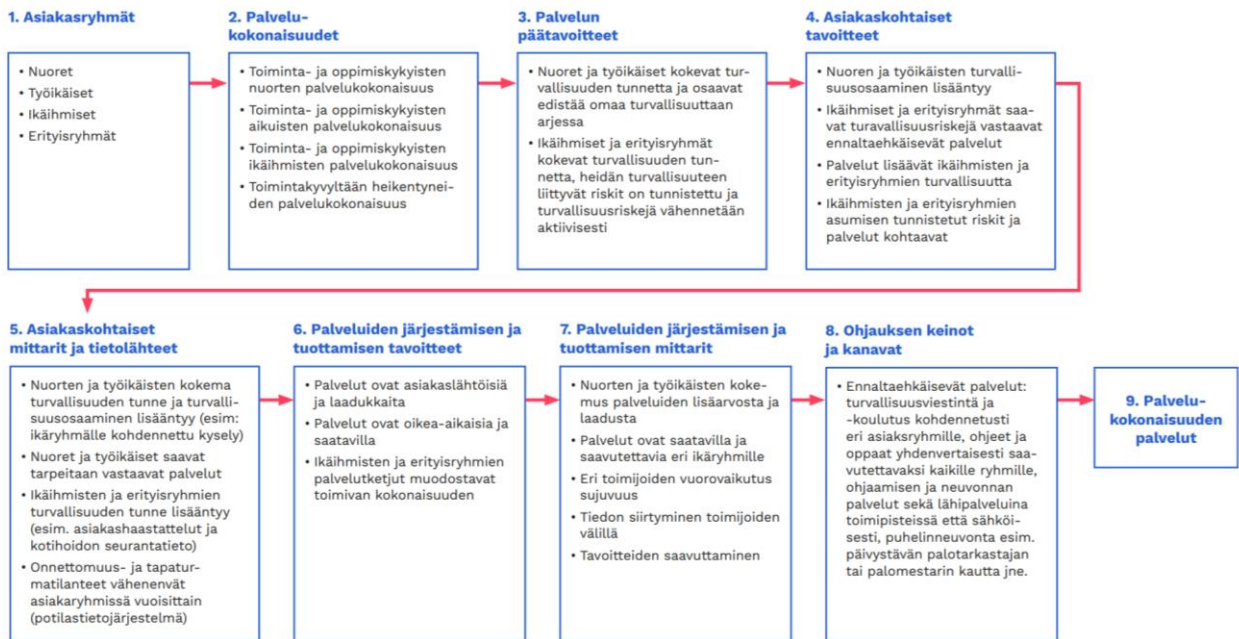 1. Asiakasryhmät
• Nuoret
• Työikäiset
• Ikäihmiset
• Erityisryhmät
2. Palvelu-
kokonaisuudet
• Toiminta- ja oppimiskykyisten
nuorten palvelukokonaisuus
• Toiminta- ja oppimiskykyisten
aikuisten palvelukokonaisuus
• Toiminta- ja oppimiskykyisten
ikäihmisten palvelukokonaisuus
• Toimintakyvyltään heikentynei-
den palvelukokonaisuus
3. Palvelun
päätavoitteet
• Nuoret ja työikäiset kokevat tur-
vallisuuden tunnetta ja osaavat
edistää omaa turvallisuuttaan
arjessa
• Ikäihmiset ja erityisryhmät
kokevat turvallisuuden tun-
netta, heidän turvallisuuteen
liittyvät riskit on tunnistettu ja
turvallisuusriskejä vähennetään
aktiivisesti
4. Asiakaskohtaiset
tavoitteet
• Nuoren ja työikäisten turvalli-
suusosaaminen lisääntyy
• Ikäihmiset ja erityisryhmät saa-
vat turavallisuusriskejä vastaavat
ennaltaehkäisevät palvelut
• Palvelut lisäävät ikäihmisten ja
erityisryhmien turvallisuutta
• Ikäihmisten ja erityisryhmien
asumisen tunnistetut riskit ja
palvelut kohtaavat
5. Asiakaskohtaiset
mittarit ja tietolähteet
• Nuorten ja työikäisten kokema
turvallisuuden tunne ja turvalli-
suusosaaminen lisääntyy (esim:
ikäryhmälle kohdennettu kysely)
• Nuoret ja työikäiset saavat
tarpeitaan vastaavat palvelut
• Ikäihmisten ja erityisryhmien
turvallisuuden tunne lisääntyy
(esim. asiakashaastattelut ja
kotihoidon seurantatieto)
• Onnettomuus- ja tapatur-
matilanteet vähenenvät
asiakaryhmissä vuoisittain
(potilastietojärjestelmä)
6. Palveluiden järjestämisen ja
tuottamisen tavoitteet
• Palvelut ovat asiakaslähtöisiä
ja laadukkaita
• Palvelut ovat oikea-aikaisia ja
saatavilla
• Ikäihmisten ja erityisryhmien
palvelutketjut muodostavat
toimivan kokonaisuuden
7. Palveluiden järjestämisen ja
tuottamisen mittarit
• Nuorten ja työikäisten koke-
mus palveluiden lisäarvosta ja
laadusta
• Palvelut ovat saatavilla ja
saavutettavia eri ikäryhmille
• Eri toimijoiden vuorovaikutus
sujuvuus
• Tiedon siirtyminen toimijoiden
välillä
• Tavoitteiden saavuttaminen
8. Ohjauksen keinot
ja kanavat
• Ennaltaehkäisevät palvelut:
turvallisuusviestintä ja
-koulutus kohdennetusti
eri asiaksryhmille, ohjeet ja
oppaat yhdenvertaisesti saa-
vutettavaksi kaikille ryhmille,
ohjaamisen ja neuvonnan
palvelut sekä lähipalveluina
toimipisteissä että sähköi-
sesti, puhelinneuvonta esim.
päivystävän palotarkastajan
tai palomestarin kautta jne.
9. Palvelu-
kokonaisuuden
palvelut